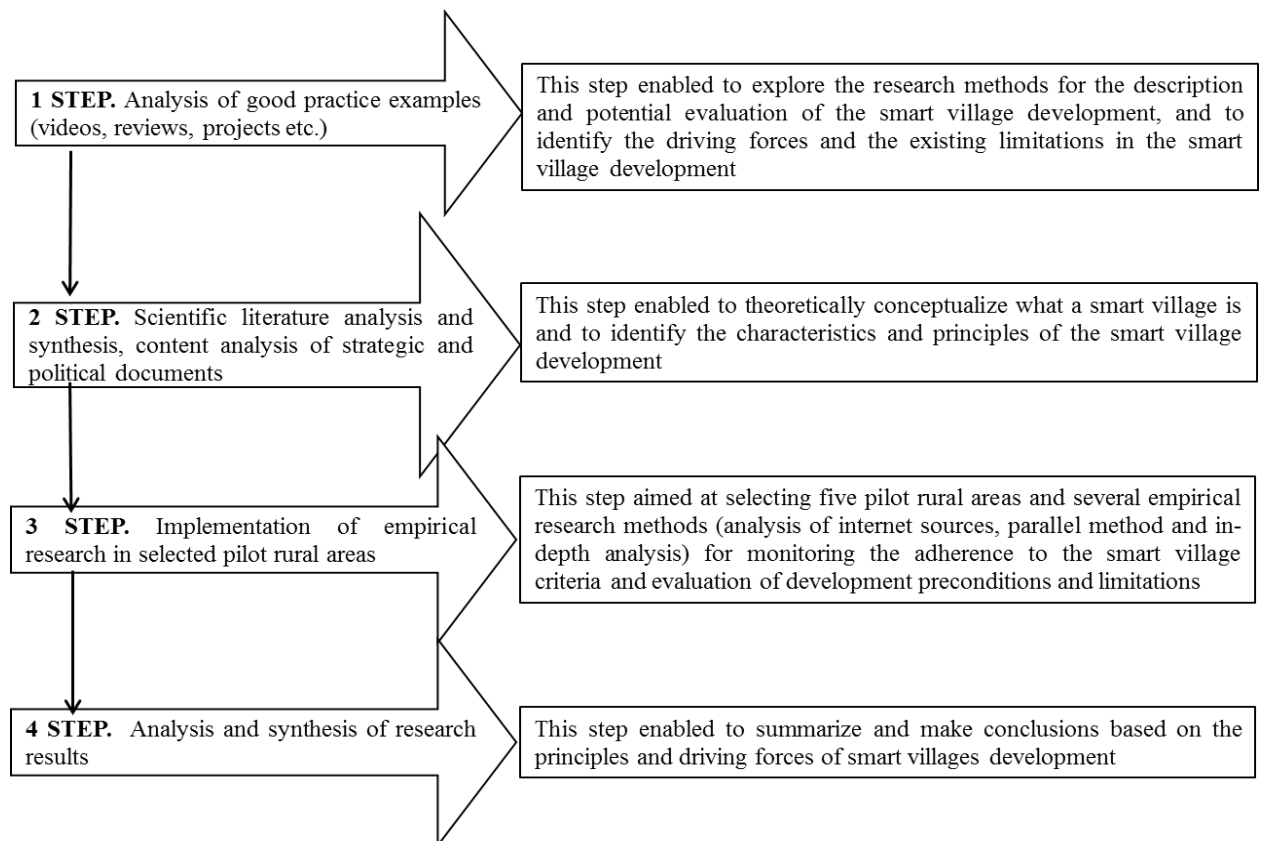 1 STEP. Analysis of good practice examples
(videos, reviews, projects etc.)
This step enabled to explore the research methods for the description
and potential evaluation of the smart village development, and to
identify the driving forces and the existing limitations in the smart
village development
2 STEP. Scientific literature analysis and
synthesis, content analysis of strategic and
political documents
This step enabled to theoretically conceptualize what a smart village is
and to identify the characteristics and principles of the smart village
development
3 STEP. Implementation of empirical
research in selected pilot rural areas
This step aimed at selecting five pilot rural areas and several empirical
research methods (analysis of internet sources, parallel method and in-
depth analysis) for monitoring the adherence to the smart village
criteria and evaluation of development preconditions and limitations
4 STEP. Analysis and synthesis of research
results
This step enabled to summarize and make conclusions based on the
principles and driving forces of smart villages development